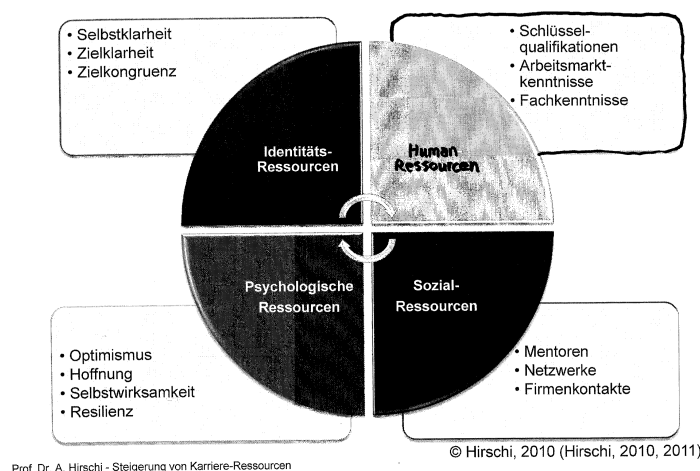 • Selbstklarheit
• Zielklarheit
• Zielkongruenz
• Schlüssel-
qualifikationen
• Arbeitsmarkt-
kenntnisse
• Fachkenntnisse
Identitäts-
Ressourcen
Human
Ressourcen
Psychologische
Ressourcen
Sozial-
Ressourcen
• Optimismus
• Hoffnung
• Selbstwirksamkeit
• Resilienz
• Mentoren
• Netzwerke
• Firmenkontakte
© Hirschi, 2010 (Hirschi, 2010, 2011)
Prof. Dr. A. Hirschi - Steigerung von Karriere-Ressourcen